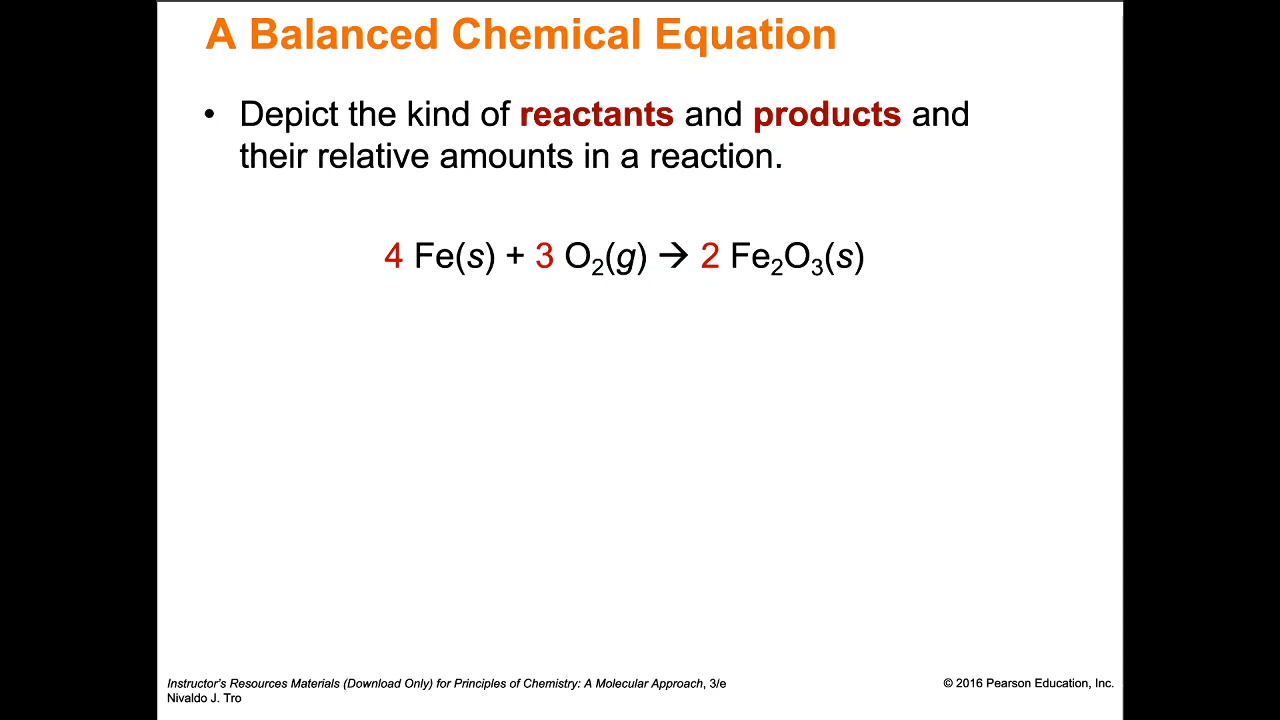 A Balanced Chemical Equation
• Depict the kind of reactants and products and
their relative amounts in a reaction.
4 Fe(s) + 3 O₂(g) → 2 Fe₂O₃(s)
Instructor's Resources Materials (Download Only) for Principles of Chemistry: A Molecular Approach, 3/e
Nivaldo J. Tro
© 2016 Pearson Education, Inc.